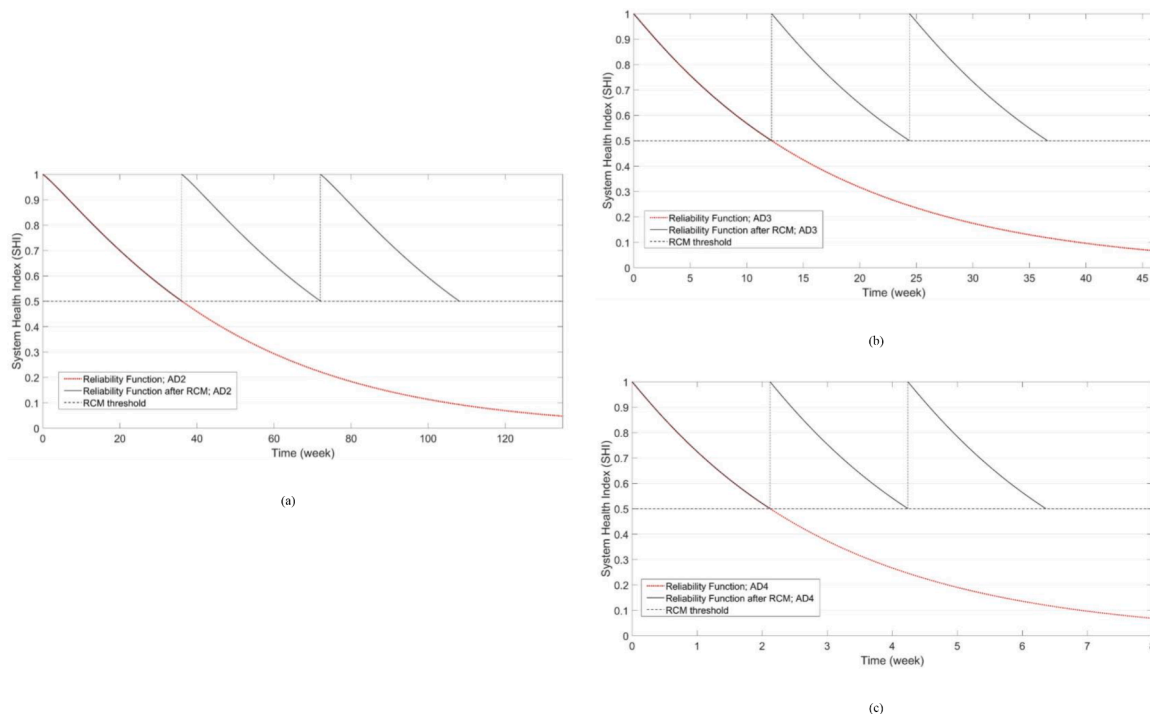 1
0.9
0.8
0.7
0.6
0.5
0.4
0.3
0.2
0.1
0
System Health Index (SHI)
Reliability Function; AD2
Reliability Function after RCM; AD2
RCM threshold
0 20 40 60 80 100 120
Time (week)
(a)
1
0.9
0.8
0.7
0.6
0.5
0.4
0.3
0.2
0.1
0
System Health Index (SHI)
Reliability Function; AD3
Reliability Function after RCM; AD3
RCM threshold
0 5 10 15 20 25 30 35 40 45
Time (week)
(b)
1
0.9
0.8
0.7
0.6
0.5
0.4
0.3
0.2
0.1
0
System Health Index (SHI)
Reliability Function; AD4
Reliability Function after RCM; AD4
RCM threshold
0 1 2 3 4 5 6 7 8
Time (week)
(c)